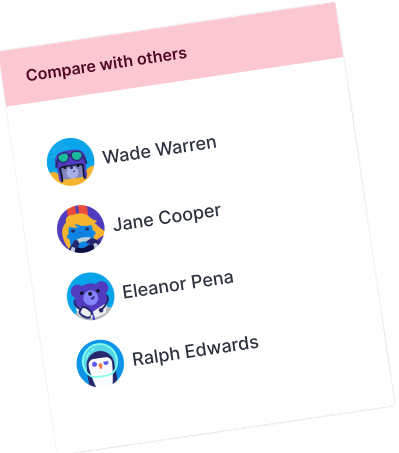 Compare with others
Wade Warren
Jane Cooper
Eleanor Pena
Ralph Edwards